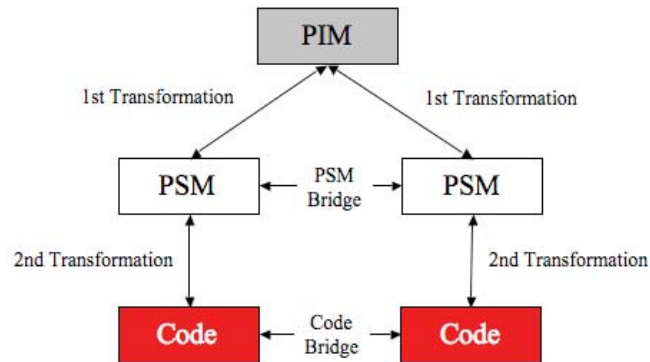 PIM
1st Transformation
1st Transformation
PSM
PSM
Bridge
PSM
2nd Transformation
2nd Transformation
Code
Code
Bridge
Code